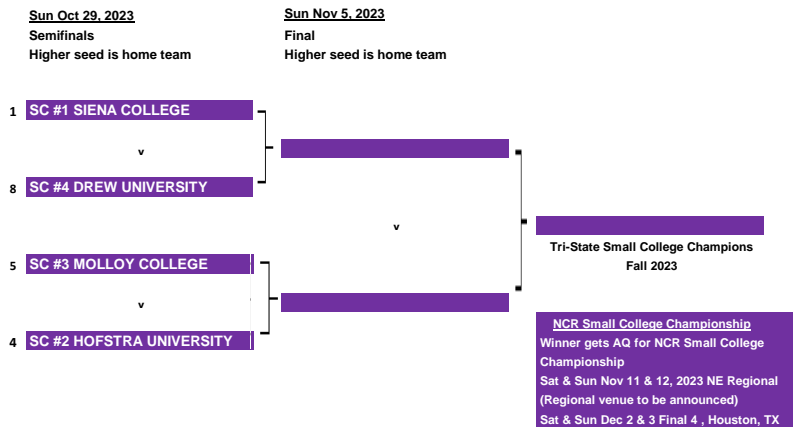 Sun Oct 29, 2023
Semifinals
Higher seed is home team
Sun Nov 5, 2023
Final
Higher seed is home team
1 SC #1 SIENA COLLEGE
v
8 SC #4 DREW UNIVERSITY
v
5 SC #3 MOLLOY COLLEGE
v
4 SC #2 HOFSTRA UNIVERSITY
Tri-State Small College Champions
Fall 2023
NCR Small College Championship
Winner gets AQ for NCR Small College
Championship
Sat & Sun Nov 11 & 12, 2023 NE Regional
(Regional venue to be announced)
Sat & Sun Dec 2 & 3 Final 4 , Houston, TX